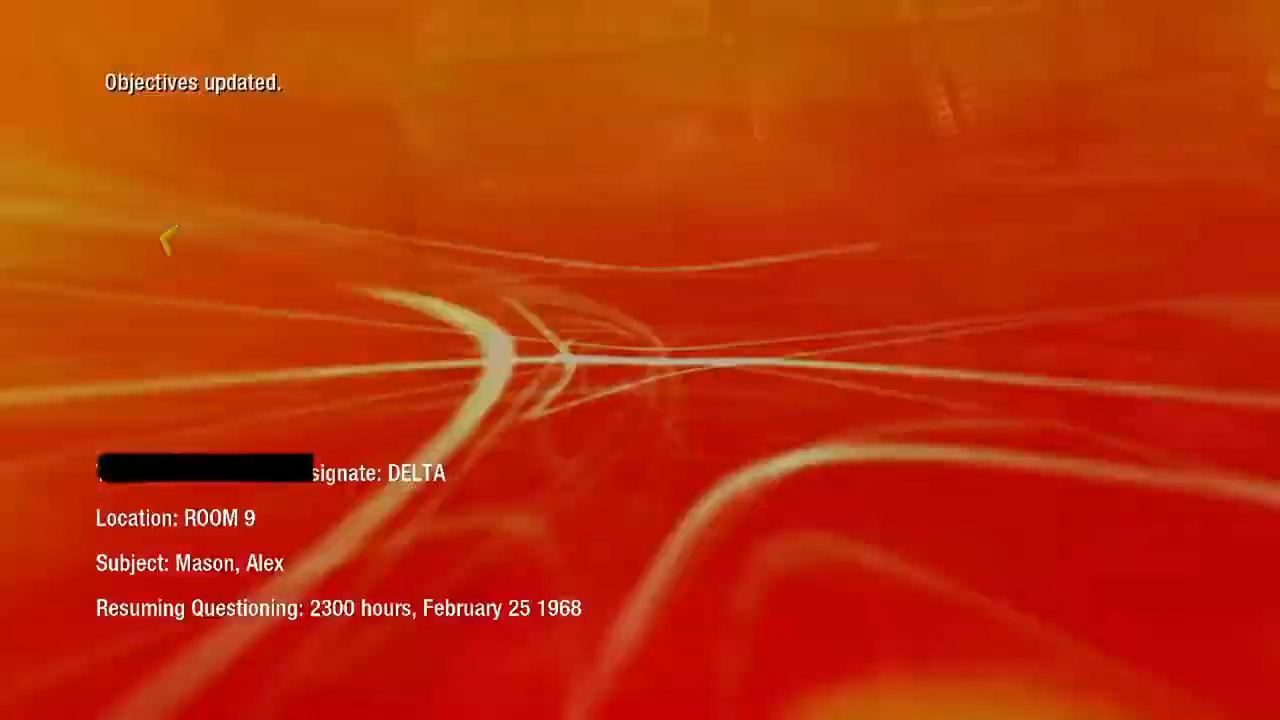 Objectives updated.
signate: DELTA
Location: ROOM 9
Subject: Mason, Alex
Resuming Questioning: 2300 hours, February 25 1968